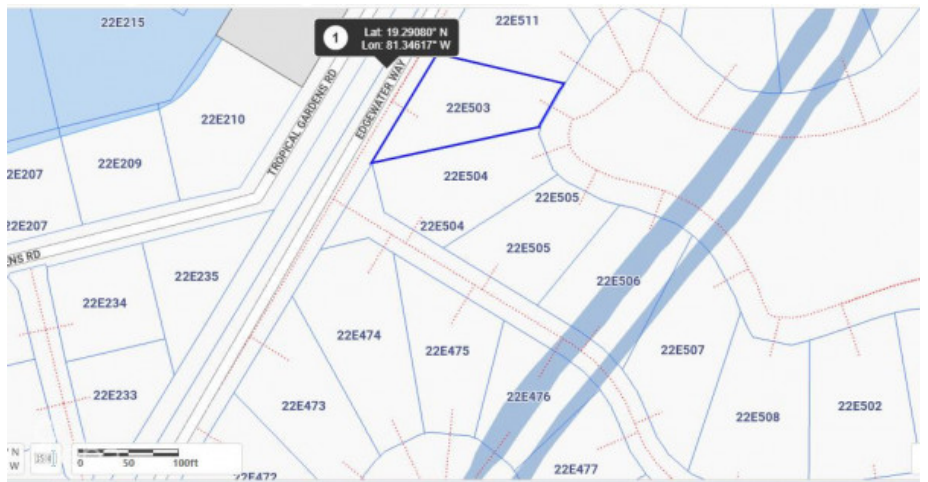 22E215
1
Lat: 19.29080° N
Lon: 81.34617° W
22E511
TROPICAL GARDENS RD
EDGEWATER WAY
22E503
22E210
22E209
22E207
22E504
22E505
22E207
22E504
22E505
ENS RD
22E235
22E506
22E234
22E474
22E475
22E507
22E233
22E473
22E476
22E508
22E502
N
W
0 50 100ft
22E472
22E477